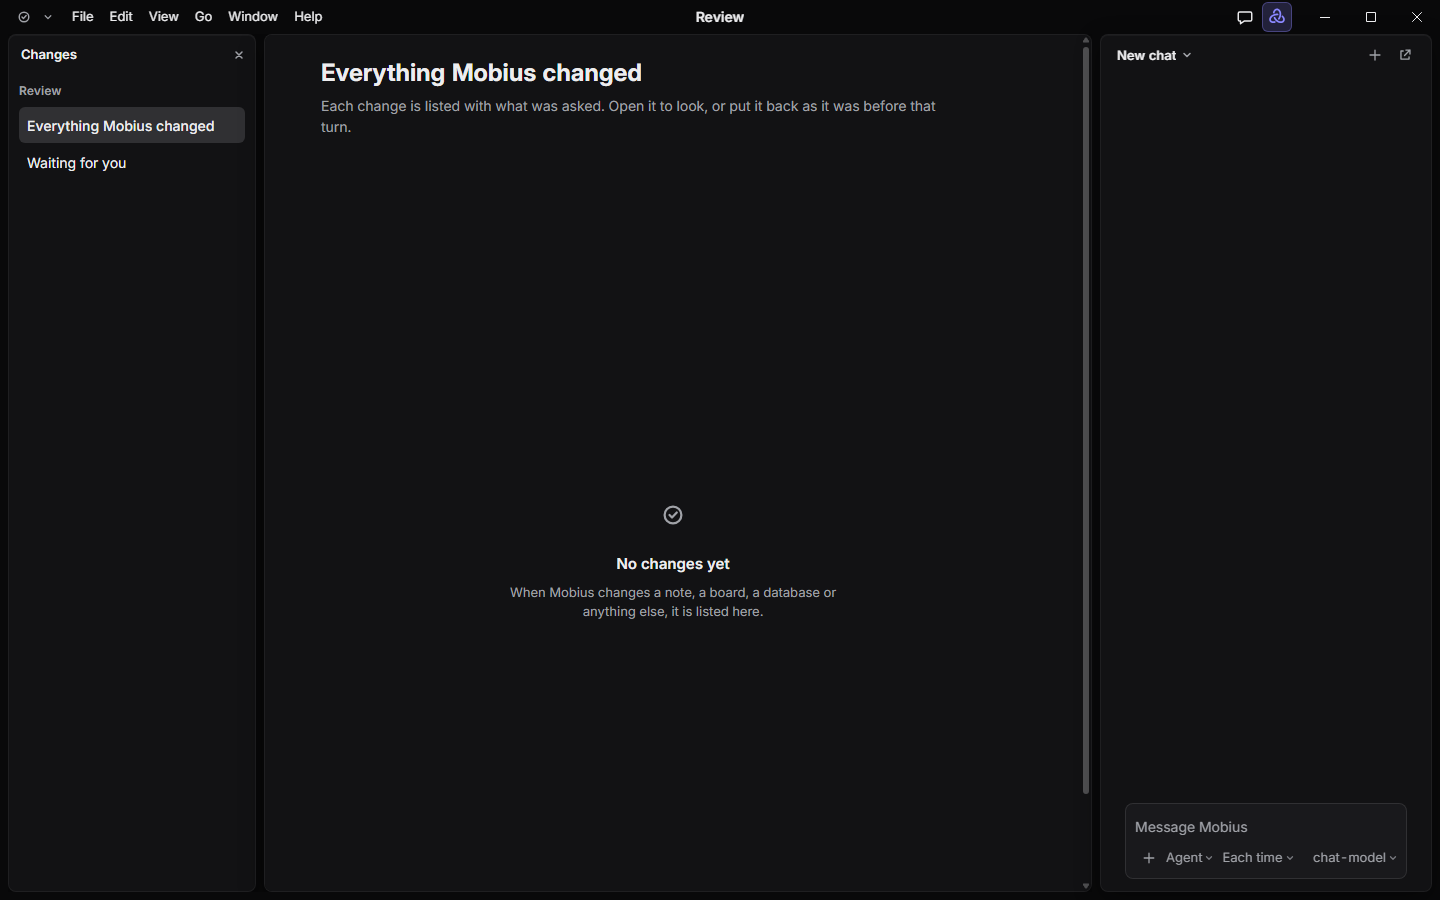 File Edit View Go Window Help
Review
Changes
Review
Everything Mobius changed
Waiting for you
Everything Mobius changed
Each change is listed with what was asked. Open it to look, or put it back as it was before that
turn.
No changes yet
When Mobius changes a note, a board, a database or
anything else, it is listed here.
New chat
Message Mobius
Agent Each time chat-model